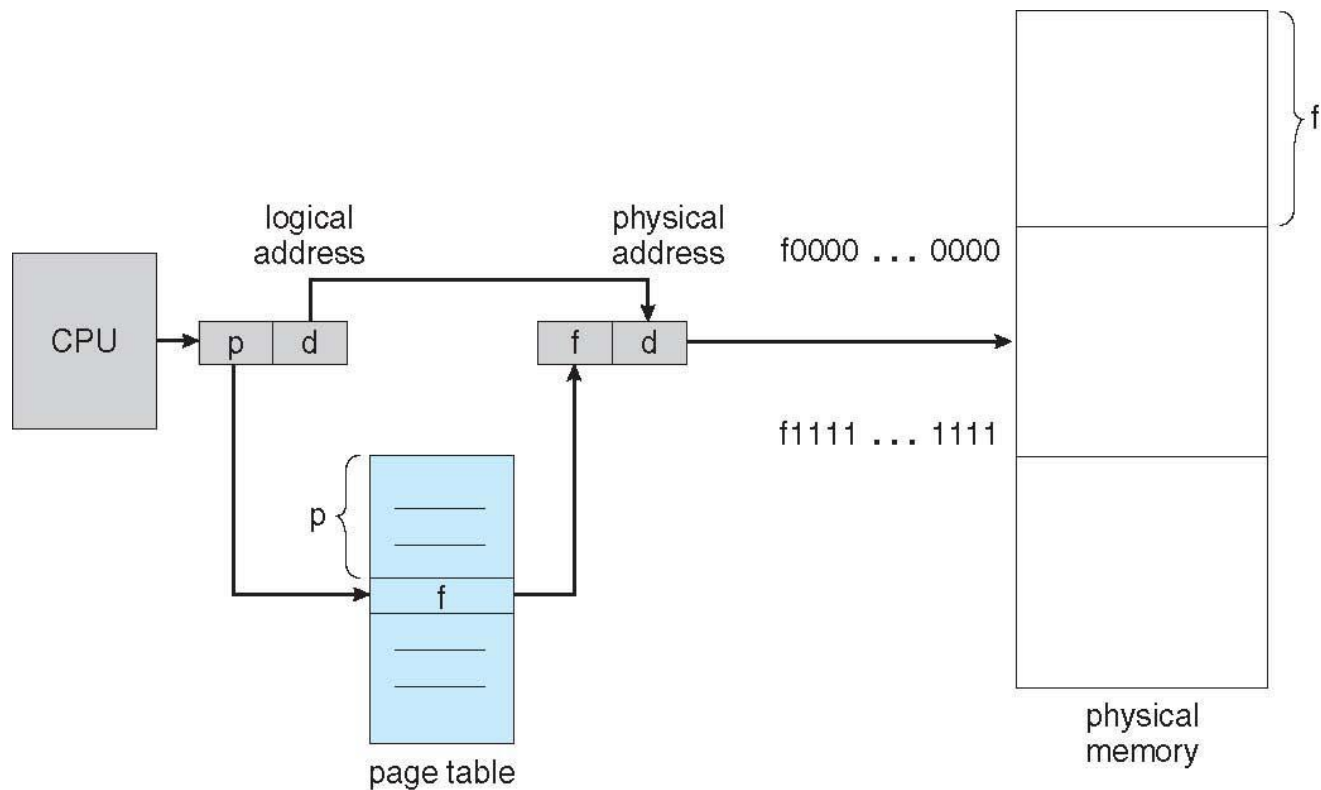 f
logical
address
physical
address
f0000 ... 0000
CPU
p d
f d
f1111 ... 1111
p
f
physical
memory
page table